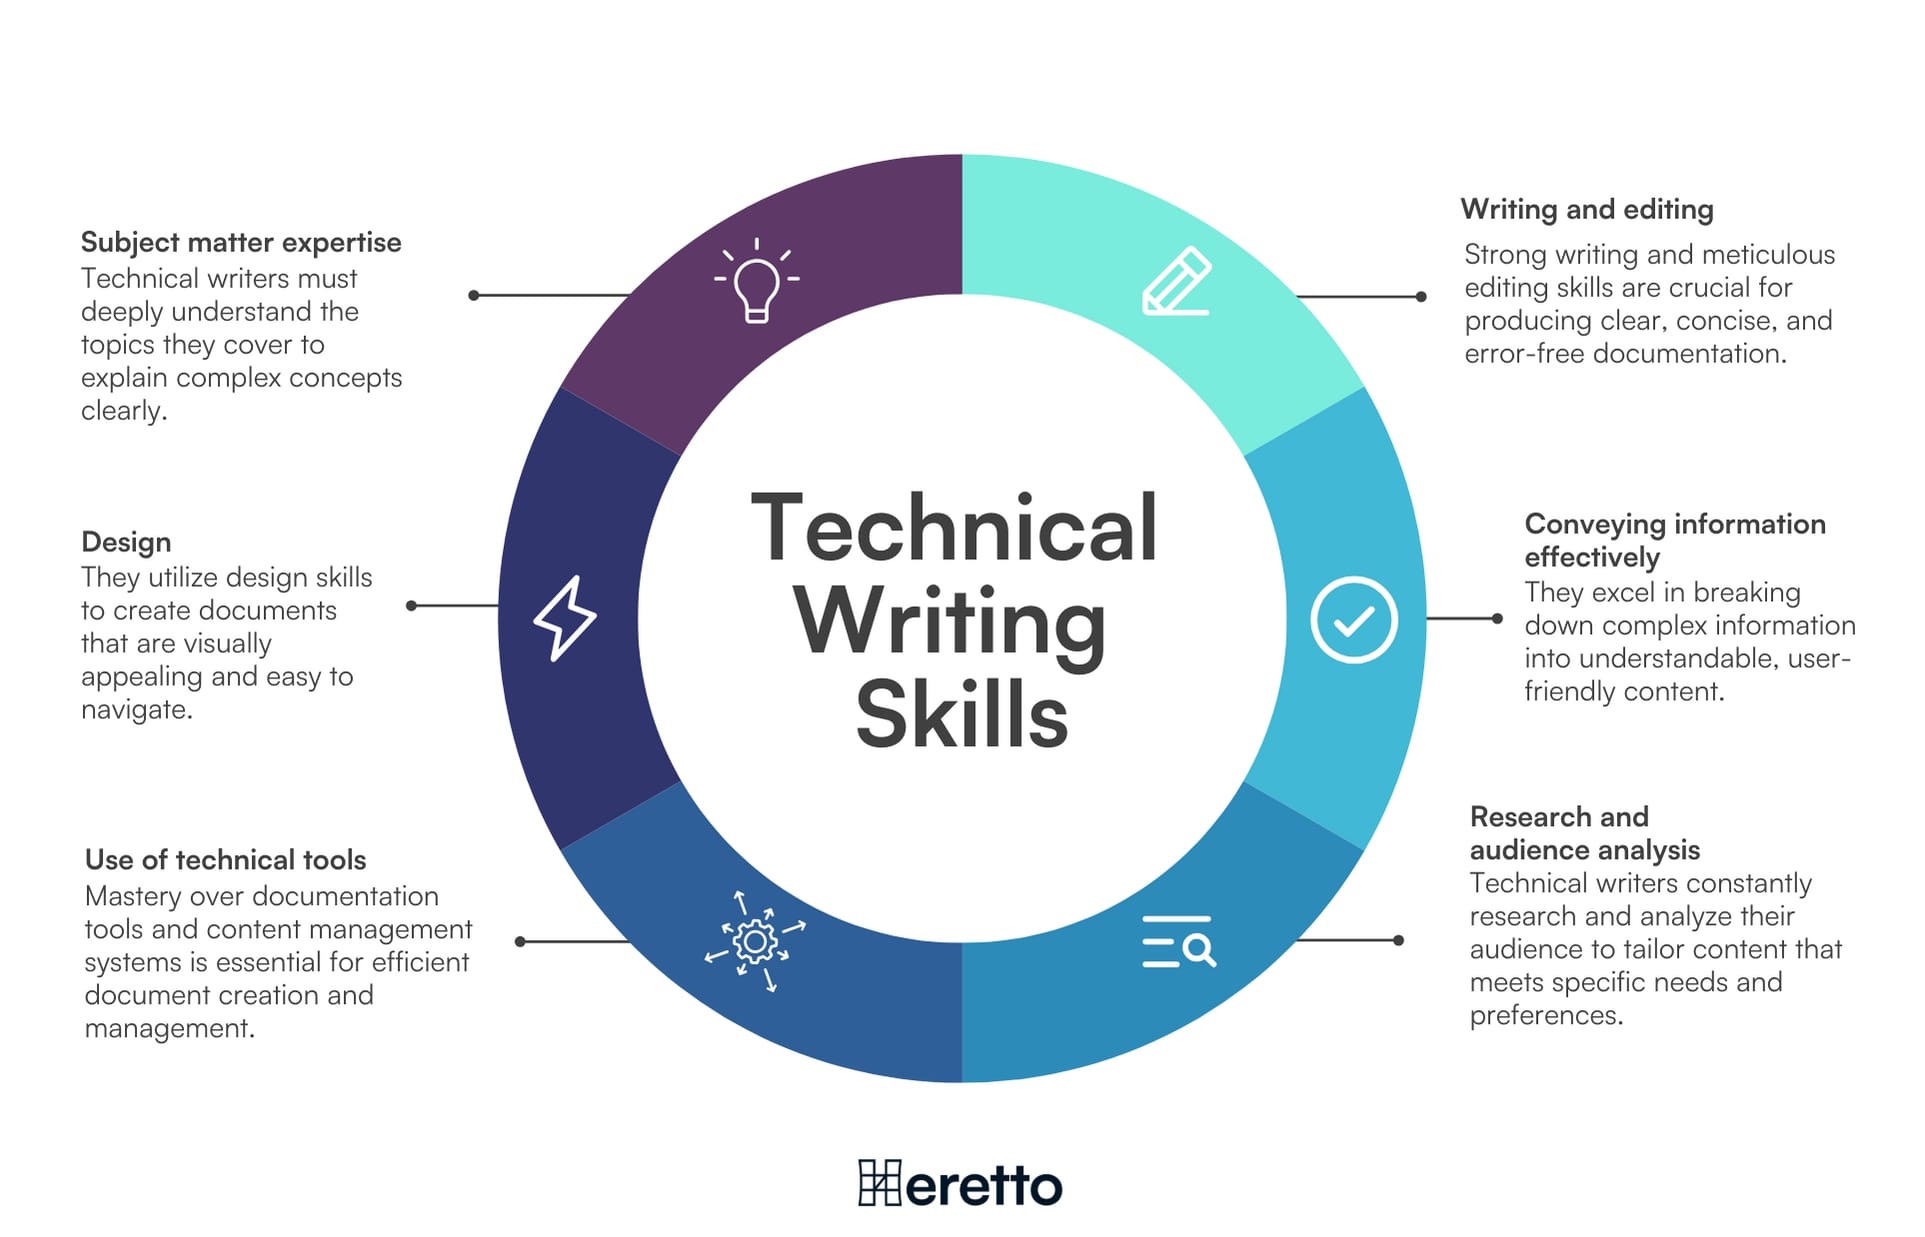 Technical
Writing
Skills
Subject matter expertise
Technical writers must
deeply understand the
topics they cover to
explain complex concepts
clearly.
Design
They utilize design skills
to create documents
that are visually
appealing and easy to
navigate.
Use of technical tools
Mastery over documentation
tools and content management
systems is essential for efficient
document creation and
management.
Writing and editing
Strong writing and meticulous
editing skills are crucial for
producing clear, concise, and
error-free documentation.
Conveying information
effectively
They excel in breaking
down complex information
into understandable, user-
friendly content.
Research and
audience analysis
Technical writers constantly
research and analyze their
audience to tailor content that
meets specific needs and
preferences.
Heretto